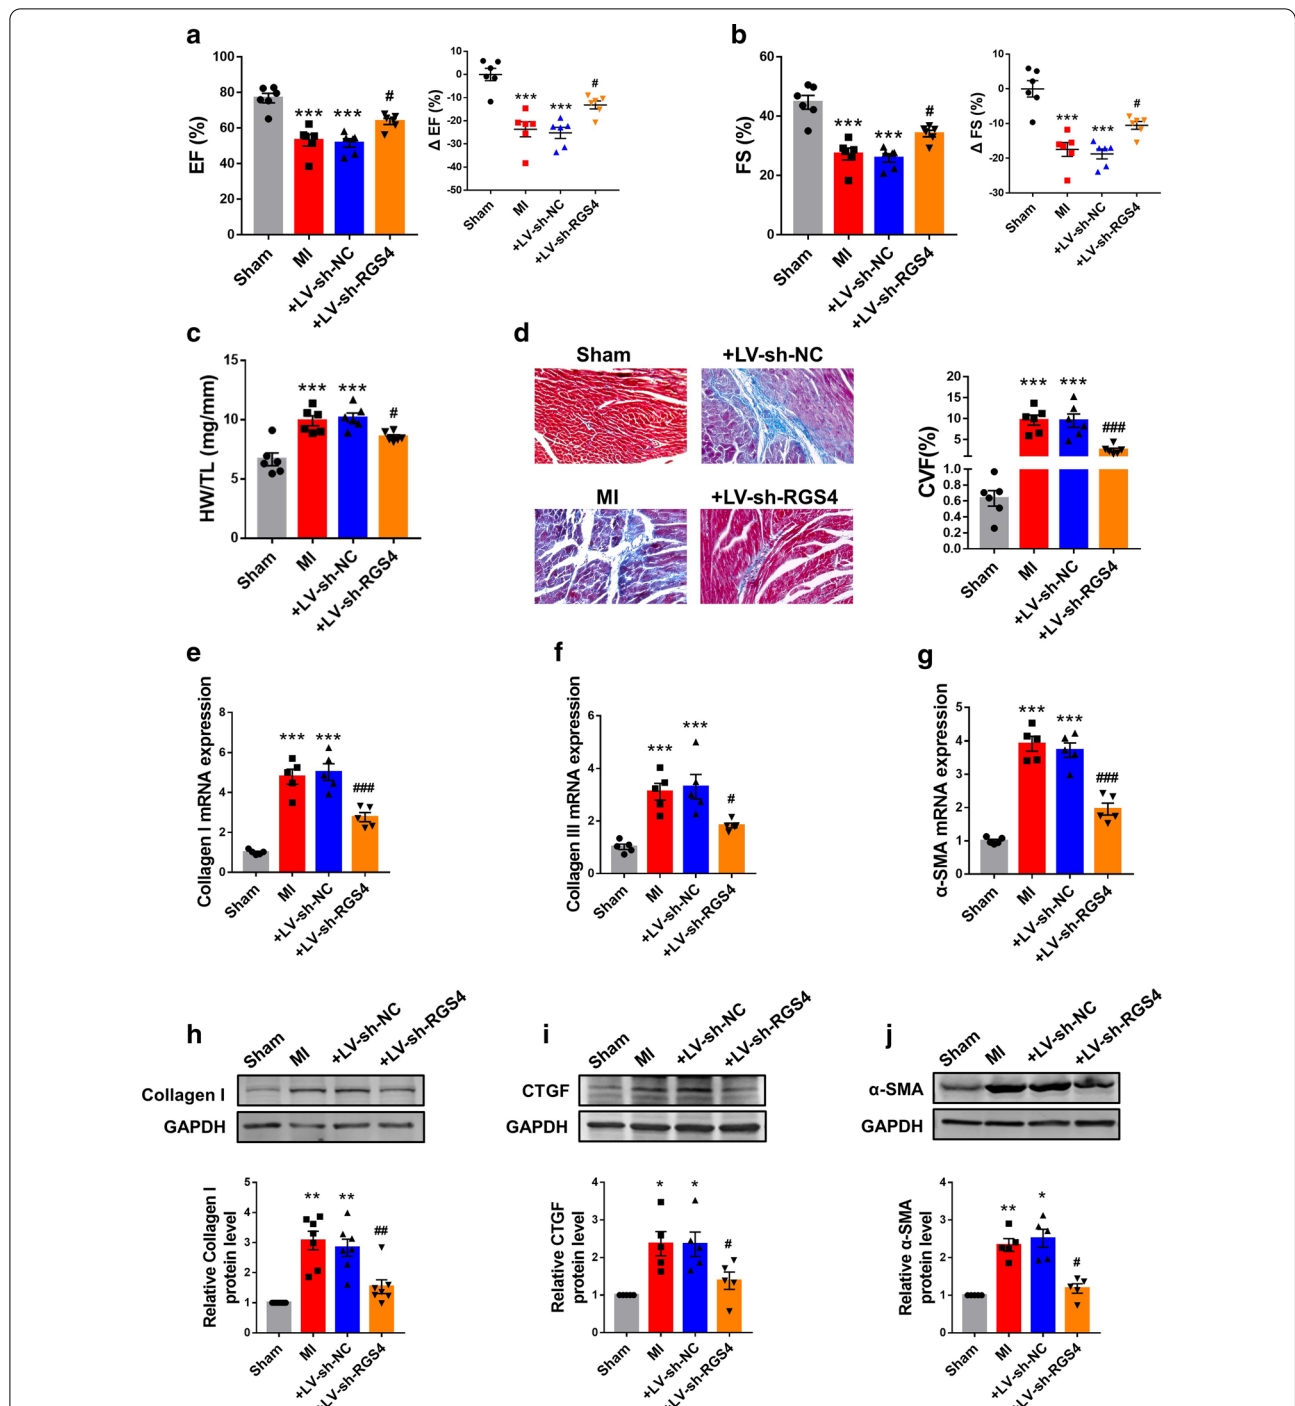 a
EF (%)
100
80
60
40
20
0
***
***
#
Sham
MI
+LV-sh-NC
+LV-sh-RGS4
Δ EF (%)
10
0
-10
-20
-30
-40
-50
***
***
#
Sham
MI
+LV-sh-NC
+LV-sh-RGS4
b
FS (%)
60
40
20
0
***
***
#
Sham
MI
+LV-sh-NC
+LV-sh-RGS4
Δ FS (%)
10
0
-10
-20
-30
***
***
#
Sham
MI
+LV-sh-NC
+LV-sh-RGS4
c
HW/TL (mg/mm)
15
10
5
0
***
***
#
Sham
MI
+LV-sh-NC
+LV-sh-RGS4
d
Sham
+LV-sh-NC
MI
+LV-sh-RGS4
CVF(%)
20
15
10
5
1.0
0.8
0.6
0.4
0.2
0.0
***
***
###
Sham
MI
+LV-sh-NC
+LV-sh-RGS4
e
Collagen I mRNA expression
8
6
4
2
0
***
***
###
Sham
MI
+LV-sh-NC
+LV-sh-RGS4
f
Collagen III mRNA expression
6
4
2
0
***
***
#
Sham
MI
+LV-sh-NC
+LV-sh-RGS4
g
α-SMA mRNA expression
5
4
3
2
1
0
***
***
###
Sham
MI
+LV-sh-NC
+LV-sh-RGS4
h
Sham
MI
+LV-sh-NC
+LV-sh-RGS4
Collagen I
GAPDH
Relative Collagen I
protein level
5
4
3
2
1
0
**
**
##
Sham
MI
+LV-sh-NC
+LV-sh-RGS4
i
Sham
MI
+LV-sh-NC
+LV-sh-RGS4
CTGF
GAPDH
Relative CTGF
protein level
4
3
2
1
0
*
*
#
Sham
MI
+LV-sh-NC
+LV-sh-RGS4
j
Sham
MI
+LV-sh-NC
+LV-sh-RGS4
α-SMA
GAPDH
Relative α-SMA
protein level
4
3
2
1
0
**
*
#
Sham
MI
+LV-sh-NC
+LV-sh-RGS4